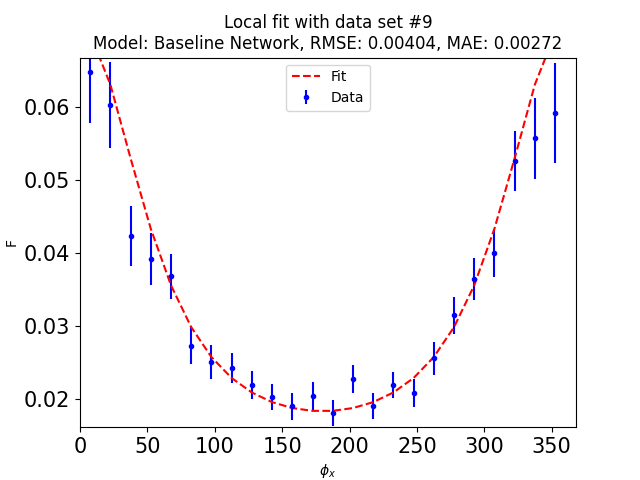 Local fit with data set #9
Model: Baseline Network, RMSE: 0.00404, MAE: 0.00272
Fit
Data
0.06
0.05
0.04
0.03
0.02
F
0 50 100 150 200 250 300 350
ϕx